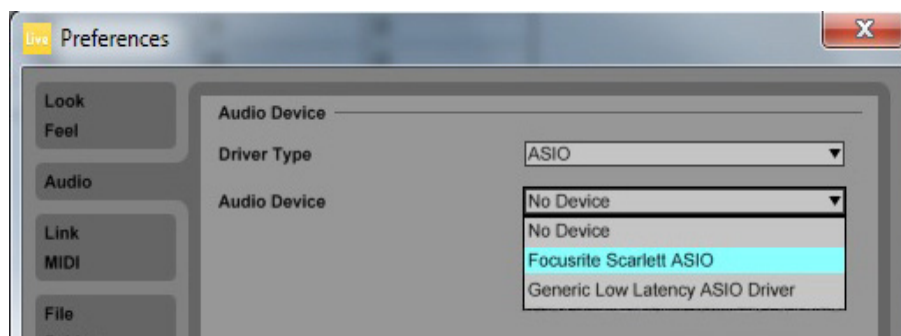 Live Preferences X
Look
Feel
Audio
Link
MIDI
File
Audio Device
Driver Type ASIO
Audio Device No Device
No Device
Focusrite Scarlett ASIO
Generic Low Latency ASIO Driver